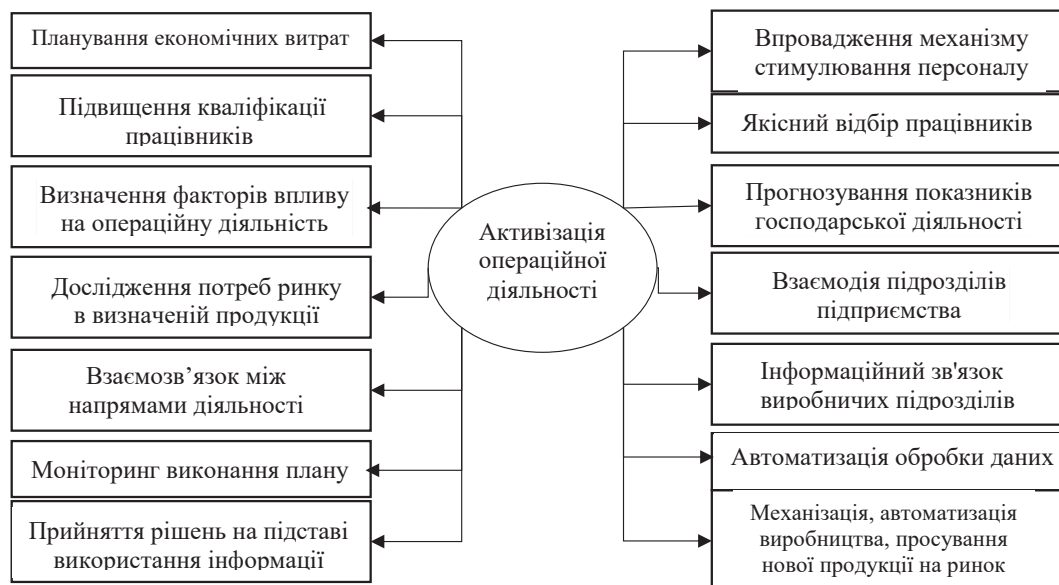 Планування економічних витрат
Підвищення кваліфікації
працівників
Визначення факторів впливу
на операційну діяльність
Дослідження потреб ринку
в визначеній продукції
Взаємозв’язок між
напрямами діяльності
Моніторинг виконання плану
Прийняття рішень на підставі
використання інформації
Активізація
операційної
діяльності
Впровадження механізму
стимулювання персоналу
Якісний відбір працівників
Прогнозування показників
господарської діяльності
Взаємодія підрозділів
підприємства
Інформаційний зв'язок
виробничих підрозділів
Автоматизація обробки даних
Механізація, автоматизація
виробництва, просування
нової продукції на ринок